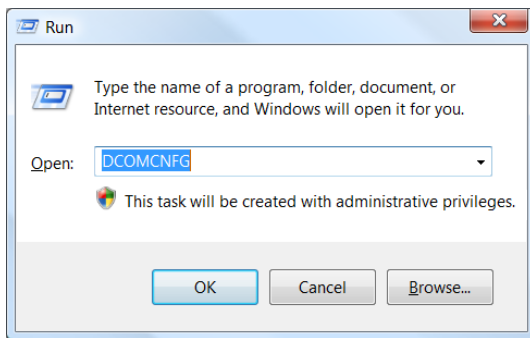 Run
Type the name of a program, folder, document, or
Internet resource, and Windows will open it for you.
Open: DCOMCNFG
This task will be created with administrative privileges.
OK Cancel Browse...